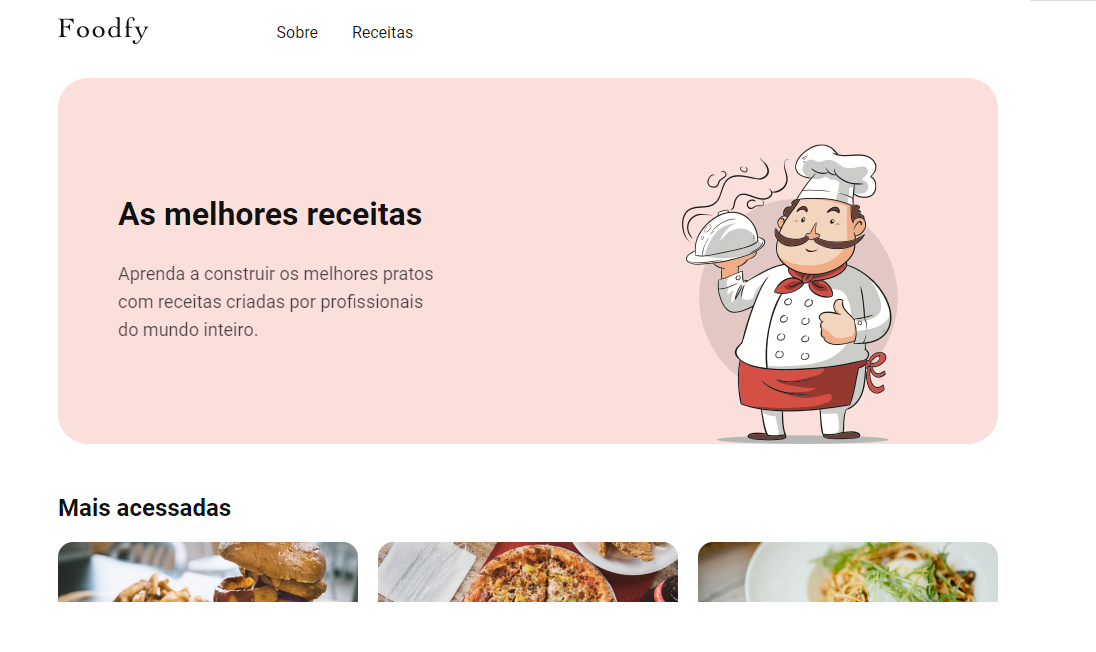 Foodfy
Sobre
Receitas
As melhores receitas
Aprenda a construir os melhores pratos
com receitas criadas por profissionais
do mundo inteiro.
Mais acessadas